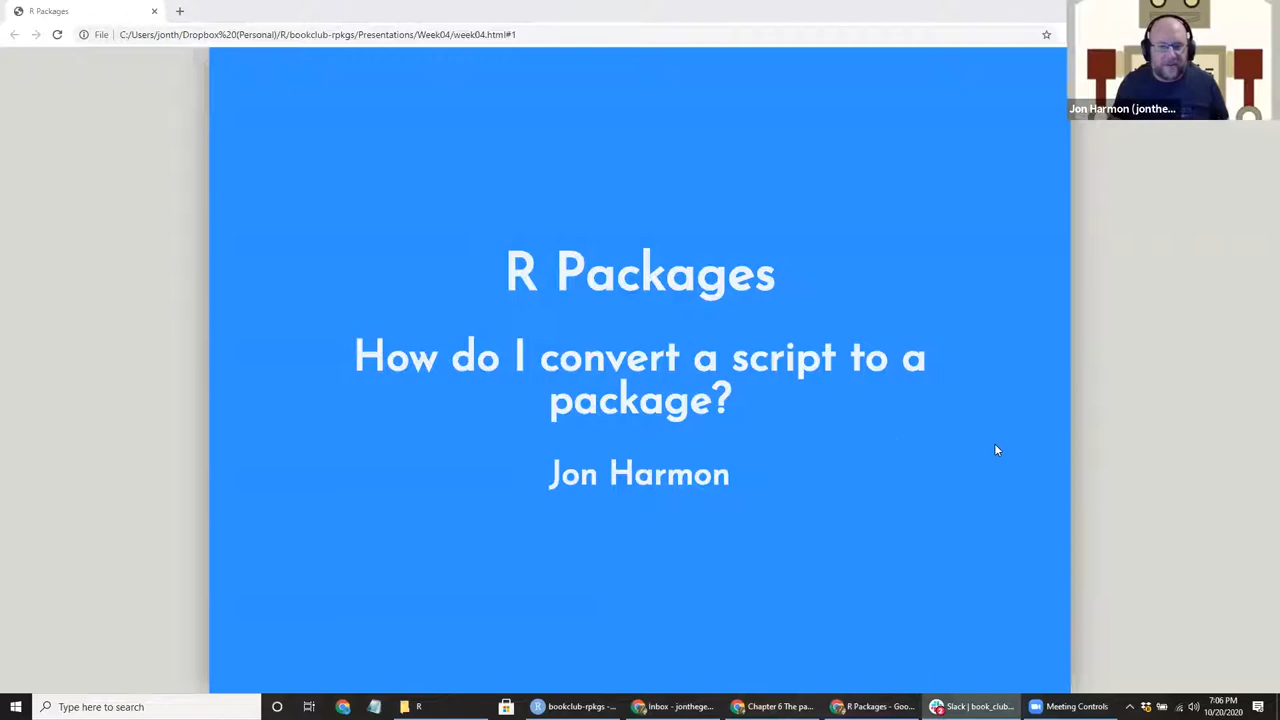 R Packages
File
C:/Users/jonth/Dropbox%20(Personal)/R/bookclub-rpkgs/Presentations/Week04/week04.html#1
Jon Harmon (jonthe...
R Packages
How do I convert a script to a
package?
Jon Harmon
Type here to search
R
bookclub-rpkgs -...
Inbox - jonthege...
Chapter 6 The pa...
R Packages - Goo...
Slack | book_club...
Meeting Controls
7:06 PM
10/20/2020